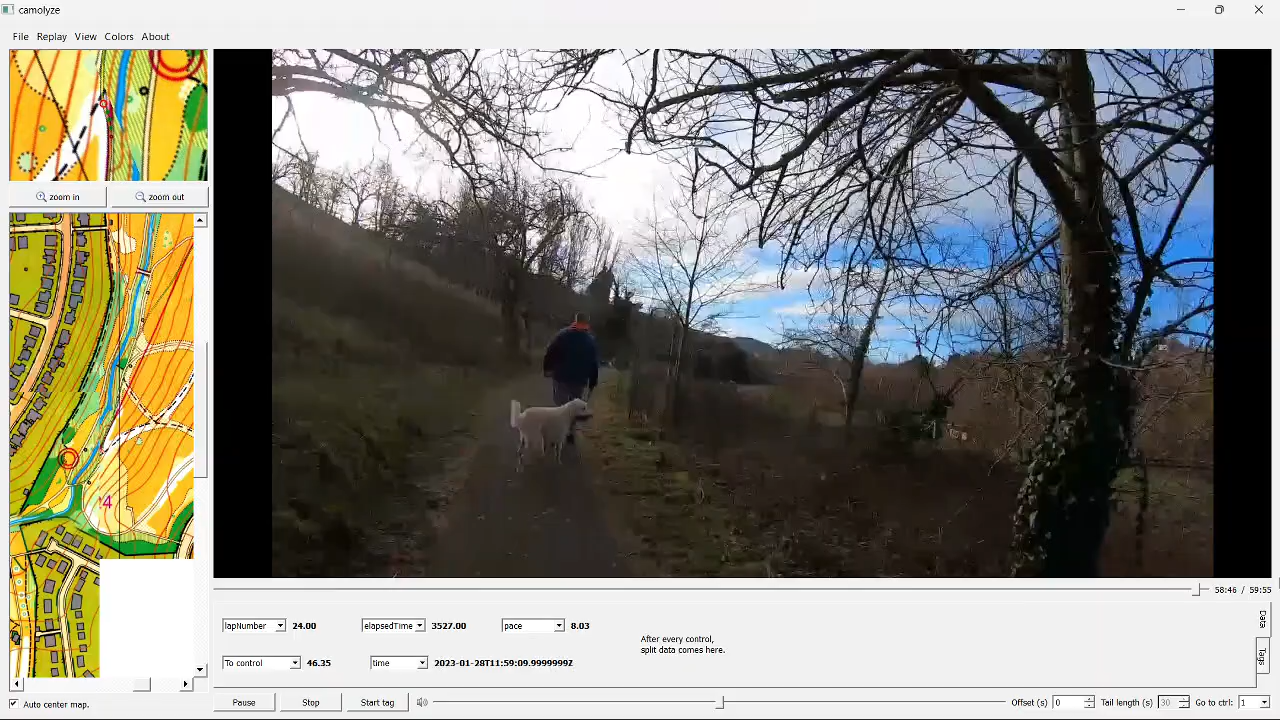 camolyze
File Replay View Colors About
zoom in zoom out
14
58:46 / 59:55
lapNumber 24.00 elapsedTime 3527.00 pace 8.03
After every control,
split data comes here.
To control 46.35 time 2023-01-28T11:59:09.9999999Z
Data
Tags
Pause Stop Start tag Offset (s) 0 Tail length (s) 30 Go to ctrl: 1
Auto center map.